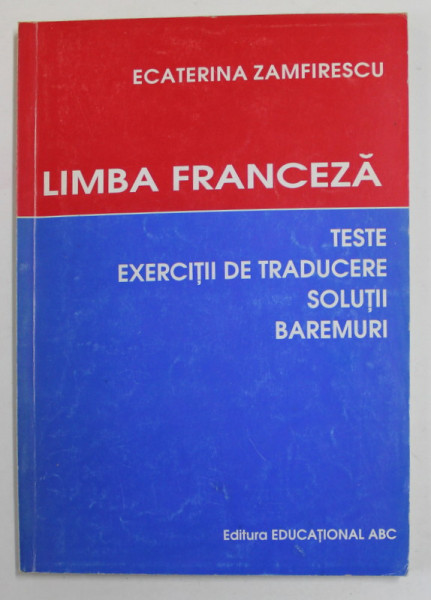 ECATERINA ZAMFIRESCU
LIMBA FRANCEZĂ
TESTE
EXERCIȚII DE TRADUCERE
SOLUȚII
BAREMURI
Editura EDUCAȚIONAL ABC